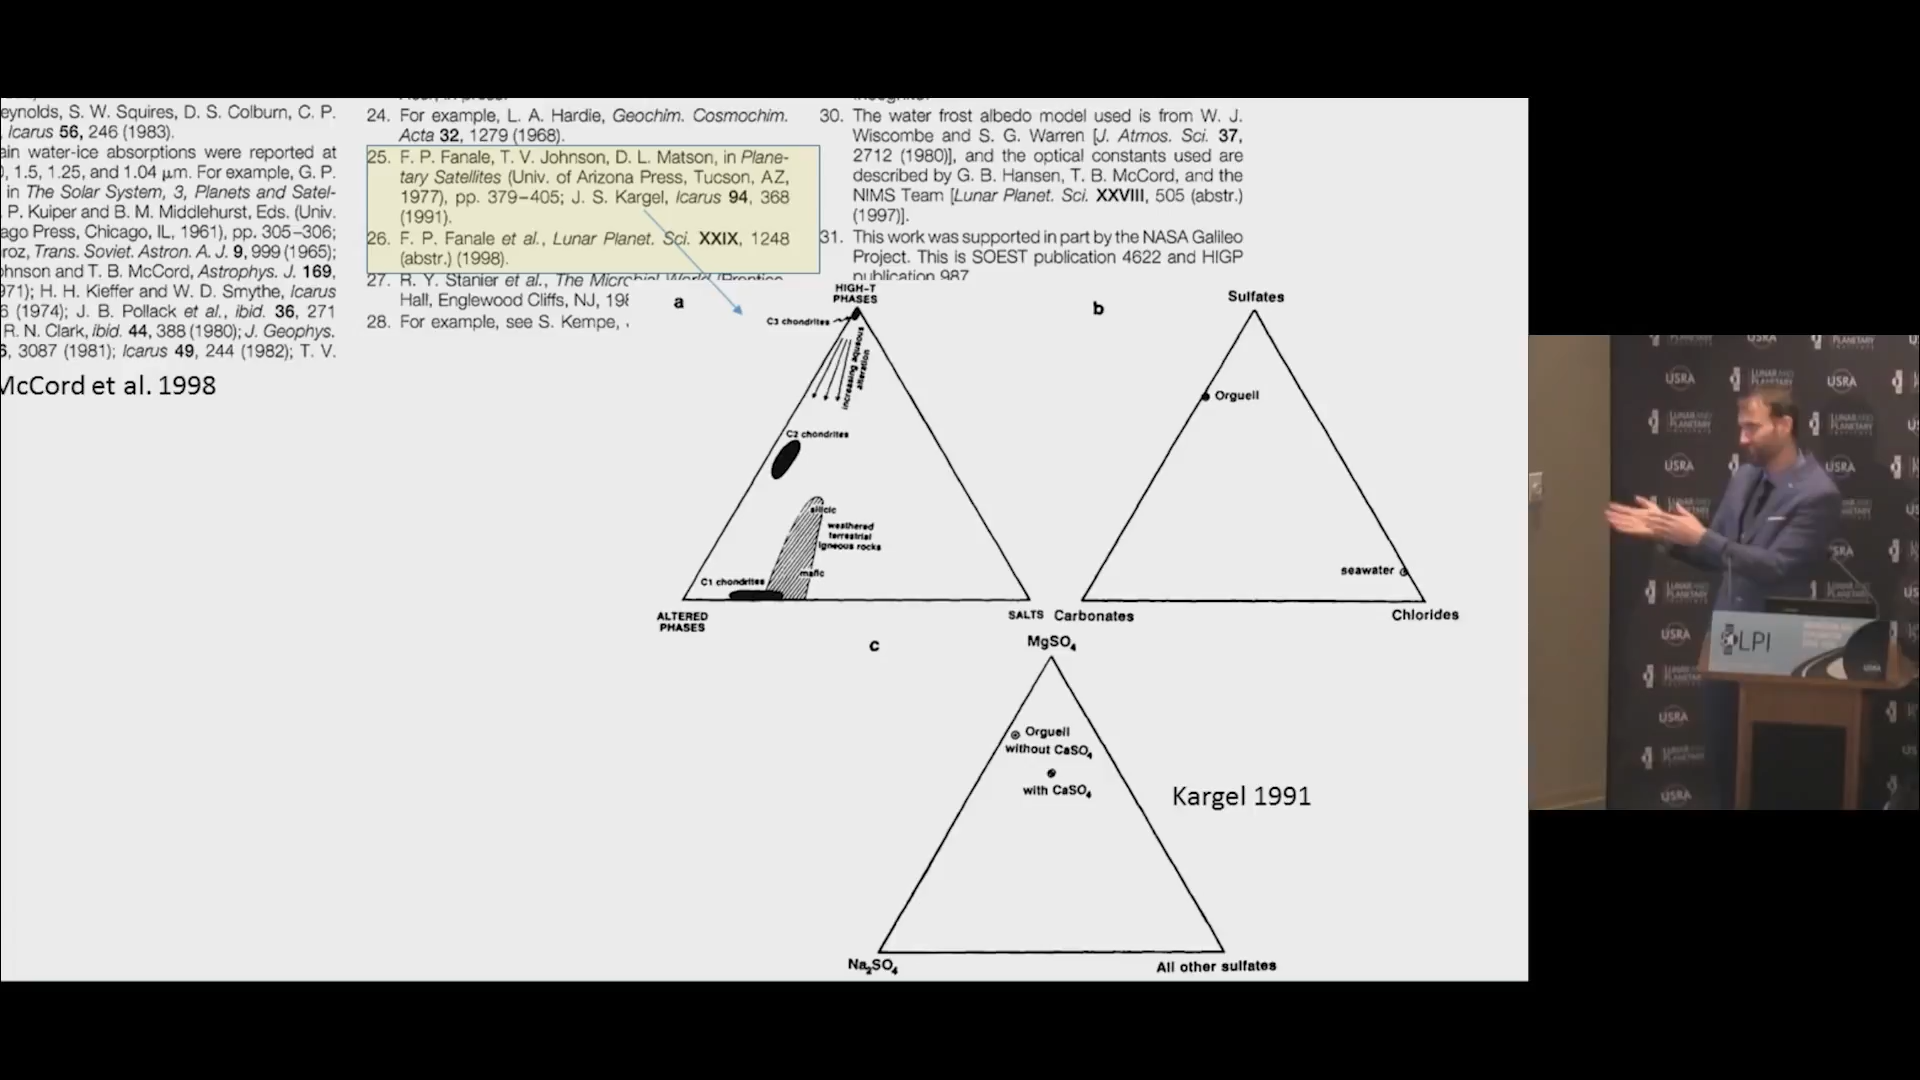 eynolds, S. W. Squires, D. S. Colburn, C. P.
Icarus 56, 246 (1983).
ain water-ice absorptions were reported at
), 1.5, 1.25, and 1.04 μm. For example, G. P.
in The Solar System, 3, Planets and Satel-
P. Kuiper and B. M. Middlehurst, Eds. (Univ.
ago Press, Chicago, IL, 1961), pp. 305–306;
roz, Trans. Soviet. Astron. A. J. 9, 999 (1965);
ohnson and T. B. McCord, Astrophys. J. 169,
971); H. H. Kieffer and W. D. Smythe, Icarus
6 (1974); J. B. Pollack et al., ibid. 36, 271
R. N. Clark, ibid. 44, 388 (1980); J. Geophys.
6, 3087 (1981); Icarus 49, 244 (1982); T. V.
McCord et al. 1998
24. For example, L. A. Hardie, Geochim. Cosmochim.
Acta 32, 1279 (1968).
25. F. P. Fanale, T. V. Johnson, D. L. Matson, in Plane-
tary Satellites (Univ. of Arizona Press, Tucson, AZ,
1977), pp. 379–405; J. S. Kargel, Icarus 94, 368
(1991).
26. F. P. Fanale et al., Lunar Planet. Sci. XXIX, 1248
(abstr.) (1998).
27. R. Y. Stanier et al., The Microbial World (Prentice
Hall, Englewood Cliffs, NJ, 198
28. For example, see S. Kempe,
30. The water frost albedo model used is from W. J.
Wiscombe and S. G. Warren [J. Atmos. Sci. 37,
2712 (1980)], and the optical constants used are
described by G. B. Hansen, T. B. McCord, and the
NIMS Team [Lunar Planet. Sci. XXVIII, 505 (abstr.)
(1997)].
31. This work was supported in part by the NASA Galileo
Project. This is SOEST publication 4622 and HIGP
publication 987
a
HIGH-T
PHASES
C3 chondrites
increasing aqueous
alteration
C2 chondrites
silicic
weathered
terrestrial
igneous rocks
mafic
C1 chondrites
ALTERED
PHASES
SALTS
b
Sulfates
Orguell
seawater
Carbonates
Chlorides
c
MgSO4
Orguell
without CaSO4
with CaSO4
Na2SO4
All other sulfates
Kargel 1991
USRA
LUNAR AND
PLANETARY
LPI